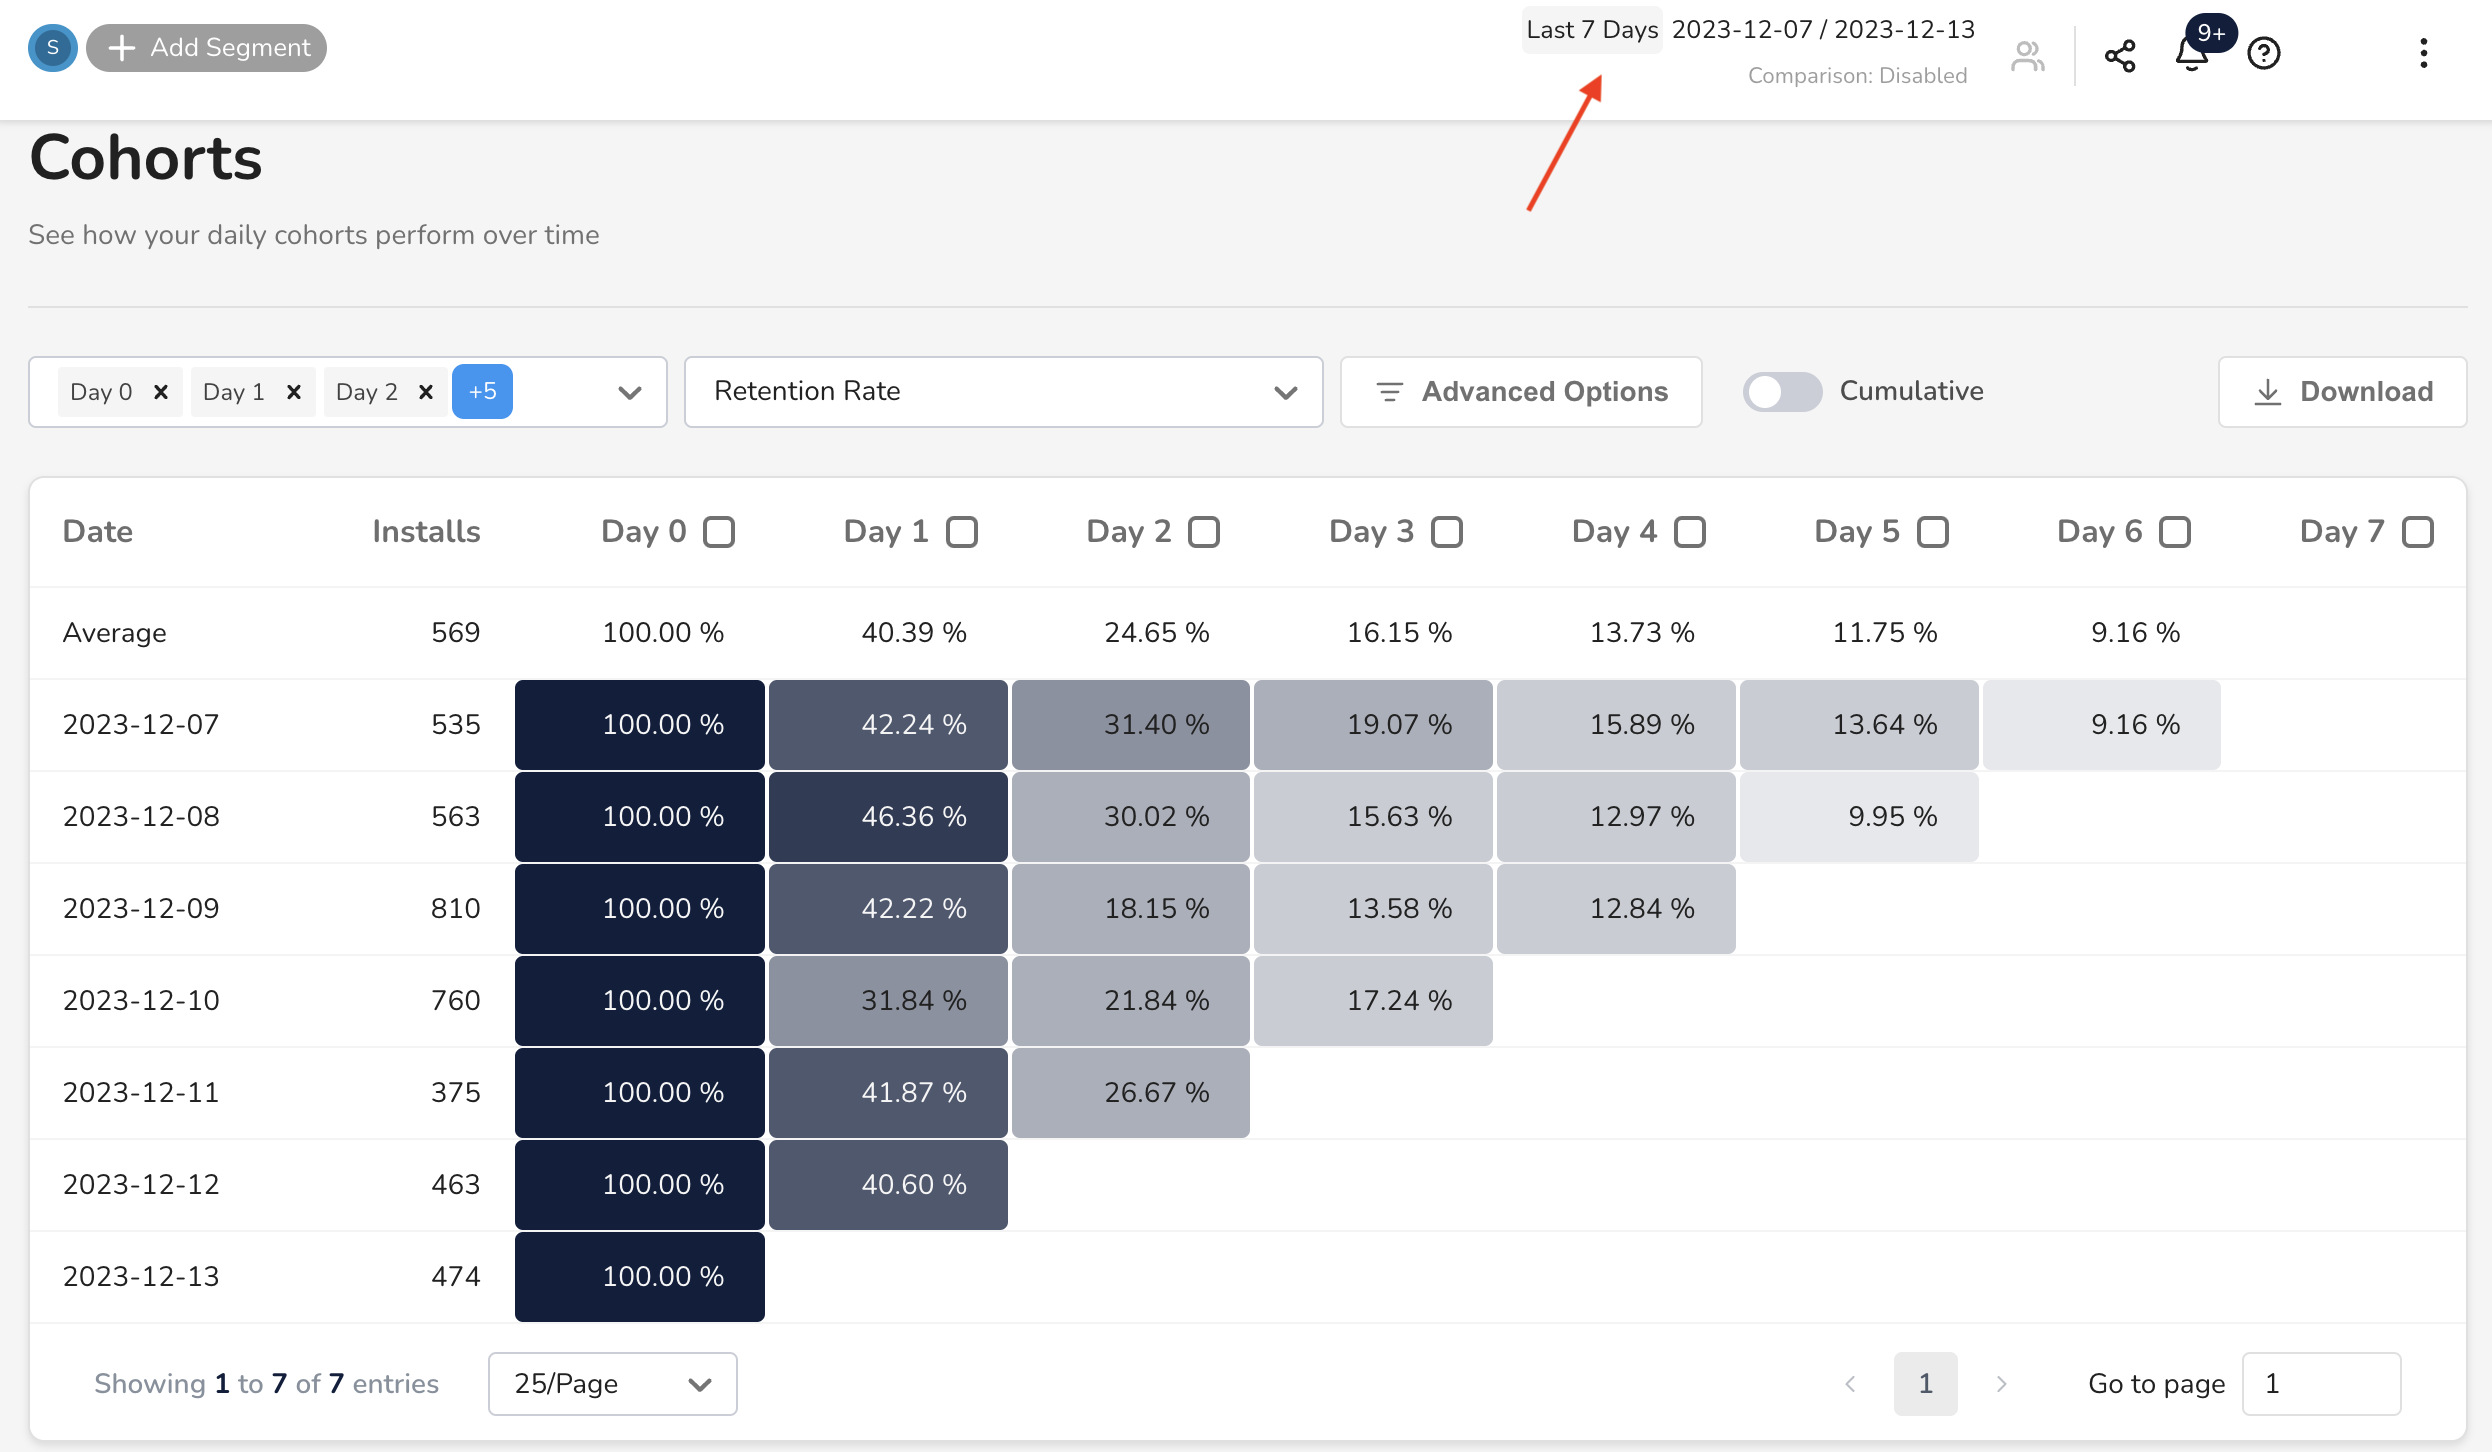 S
Add Segment
Last 7 Days 2023-12-07 / 2023-12-13
Comparison: Disabled
9+
Cohorts
See how your daily cohorts perform over time
Day 0 Day 1 Day 2 +5
Retention Rate
Advanced Options
Cumulative
Download
Date Installs Day 0 Day 1 Day 2 Day 3 Day 4 Day 5 Day 6 Day 7
Average 569 100.00 % 40.39 % 24.65 % 16.15 % 13.73 % 11.75 % 9.16 %
2023-12-07 535 100.00 % 42.24 % 31.40 % 19.07 % 15.89 % 13.64 % 9.16 %
2023-12-08 563 100.00 % 46.36 % 30.02 % 15.63 % 12.97 % 9.95 %
2023-12-09 810 100.00 % 42.22 % 18.15 % 13.58 % 12.84 %
2023-12-10 760 100.00 % 31.84 % 21.84 % 17.24 %
2023-12-11 375 100.00 % 41.87 % 26.67 %
2023-12-12 463 100.00 % 40.60 %
2023-12-13 474 100.00 %
Showing 1 to 7 of 7 entries
25/Page
1
Go to page 1